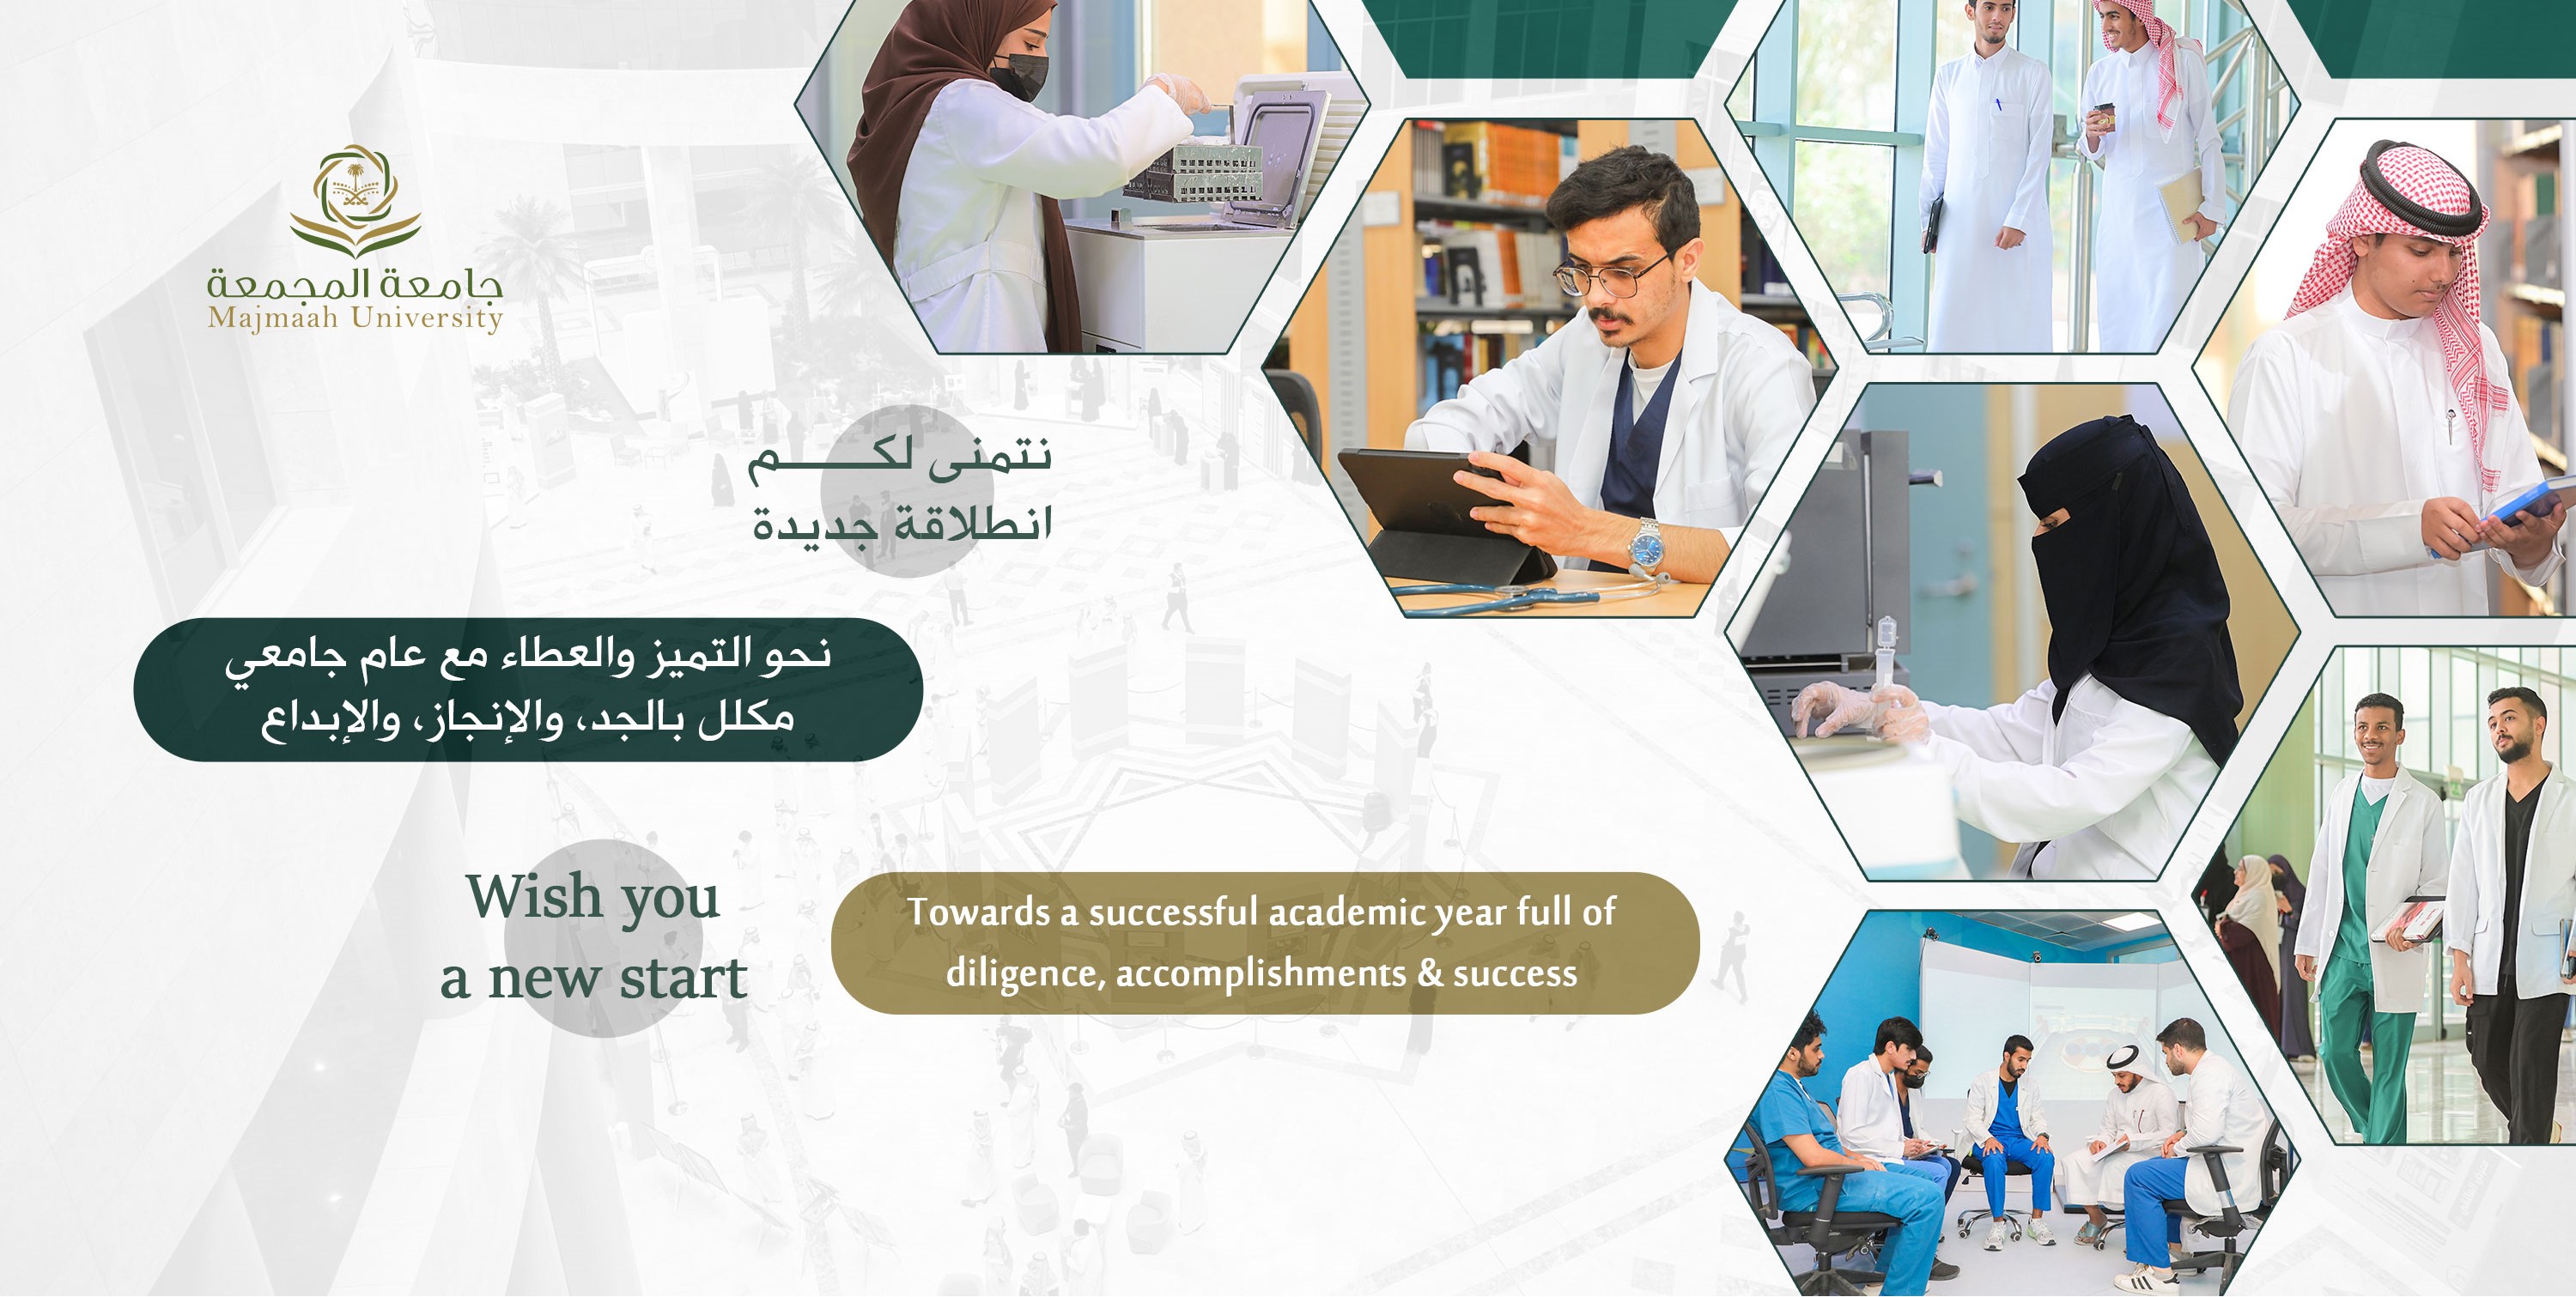 جامعة المجمعة
Majmaah University
نتمنى لكـــــم
انطلاقة جديدة
نحو التميز والعطاء مع عام جامعي
مكلل بالجد، والإنجاز، والإبداع
Wish you
a new start
Towards a successful academic year full of
diligence, accomplishments & success